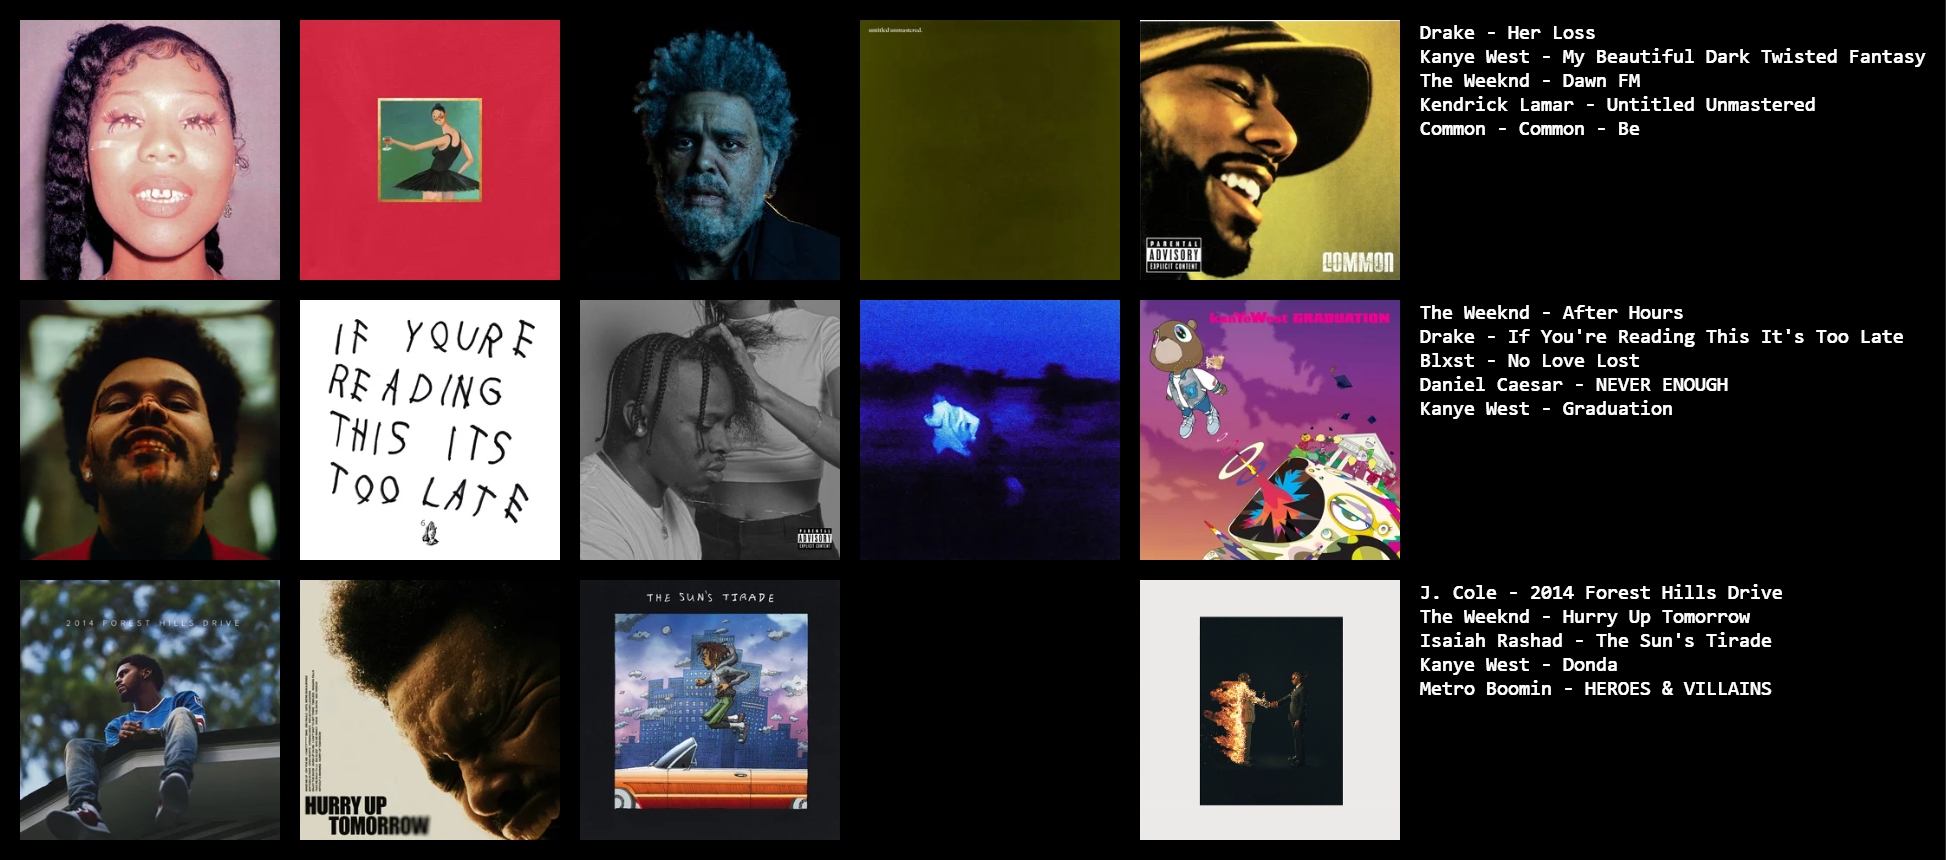 untitled unmastered.
PARENTAL
ADVISORY
EXPLICIT CONTENT
COMMON
Drake - Her Loss
Kanye West - My Beautiful Dark Twisted Fantasy
The Weeknd - Dawn FM
Kendrick Lamar - Untitled Unmastered
Common - Common - Be
IF YOURE
READING
THIS ITS
TOO LATE
6
PARENTAL
ADVISORY
EXPLICIT CONTENT
KanYeWest GRADUATION
The Weeknd - After Hours
Drake - If You're Reading This It's Too Late
Blxst - No Love Lost
Daniel Caesar - NEVER ENOUGH
Kanye West - Graduation
2014 FOREST HILLS DRIVE
HURRY UP
TOMORROW
THE SUN'S TIRADE
J. Cole - 2014 Forest Hills Drive
The Weeknd - Hurry Up Tomorrow
Isaiah Rashad - The Sun's Tirade
Kanye West - Donda
Metro Boomin - HEROES & VILLAINS